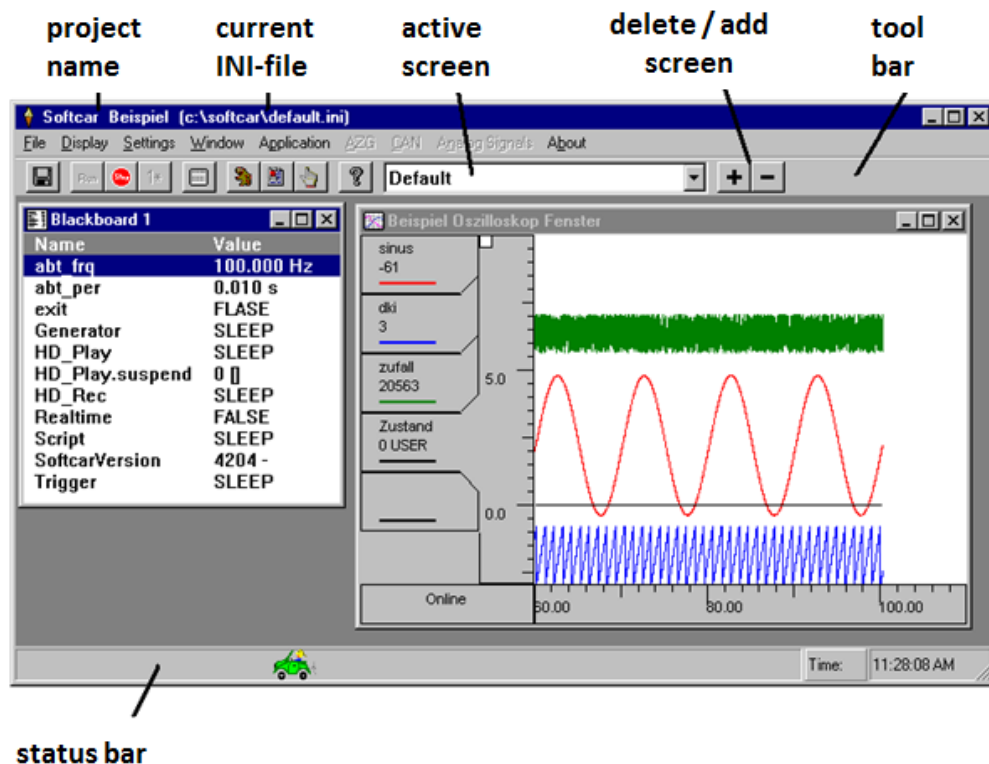 project name
current INI-file
active screen
delete / add screen
tool bar
Softcar Beispiel (c:\softcar\default.ini)
File Display Settings Window Application AZG CAN Analog Signals About
Run Stop
Default
Blackboard 1
Name Value
abt_frq 100.000 Hz
abt_per 0.010 s
exit FLASE
Generator SLEEP
HD_Play SLEEP
HD_Play.suspend 0 []
HD_Rec SLEEP
Realtime FALSE
Script SLEEP
SoftcarVersion 4204 -
Trigger SLEEP
Beispiel Oszilloskop Fenster
sinus
-61
dki
3
zufall
20563
Zustand
0 USER
5.0
0.0
Online
60.00 80.00 100.00
Time: 11:28:08 AM
status bar